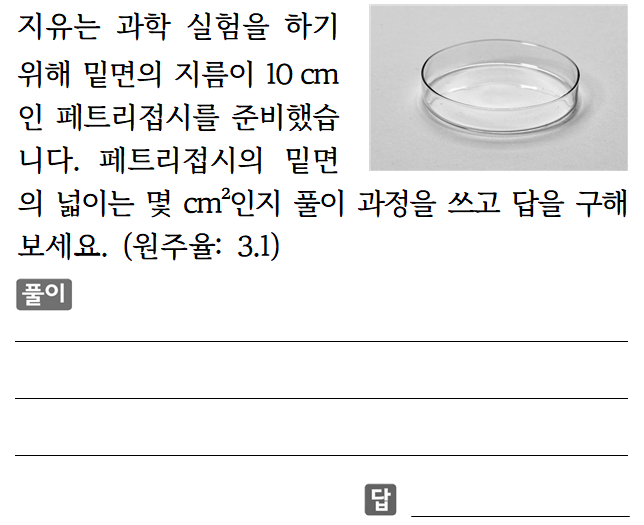 지유는 과학 실험을 하기
위해 밑면의 지름이 10 cm
인 페트리접시를 준비했습
니다. 페트리접시의 밑면
의 넓이는 몇 cm²인지 풀이 과정을 쓰고 답을 구해
보세요. (원주율: 3.1)
풀이
답